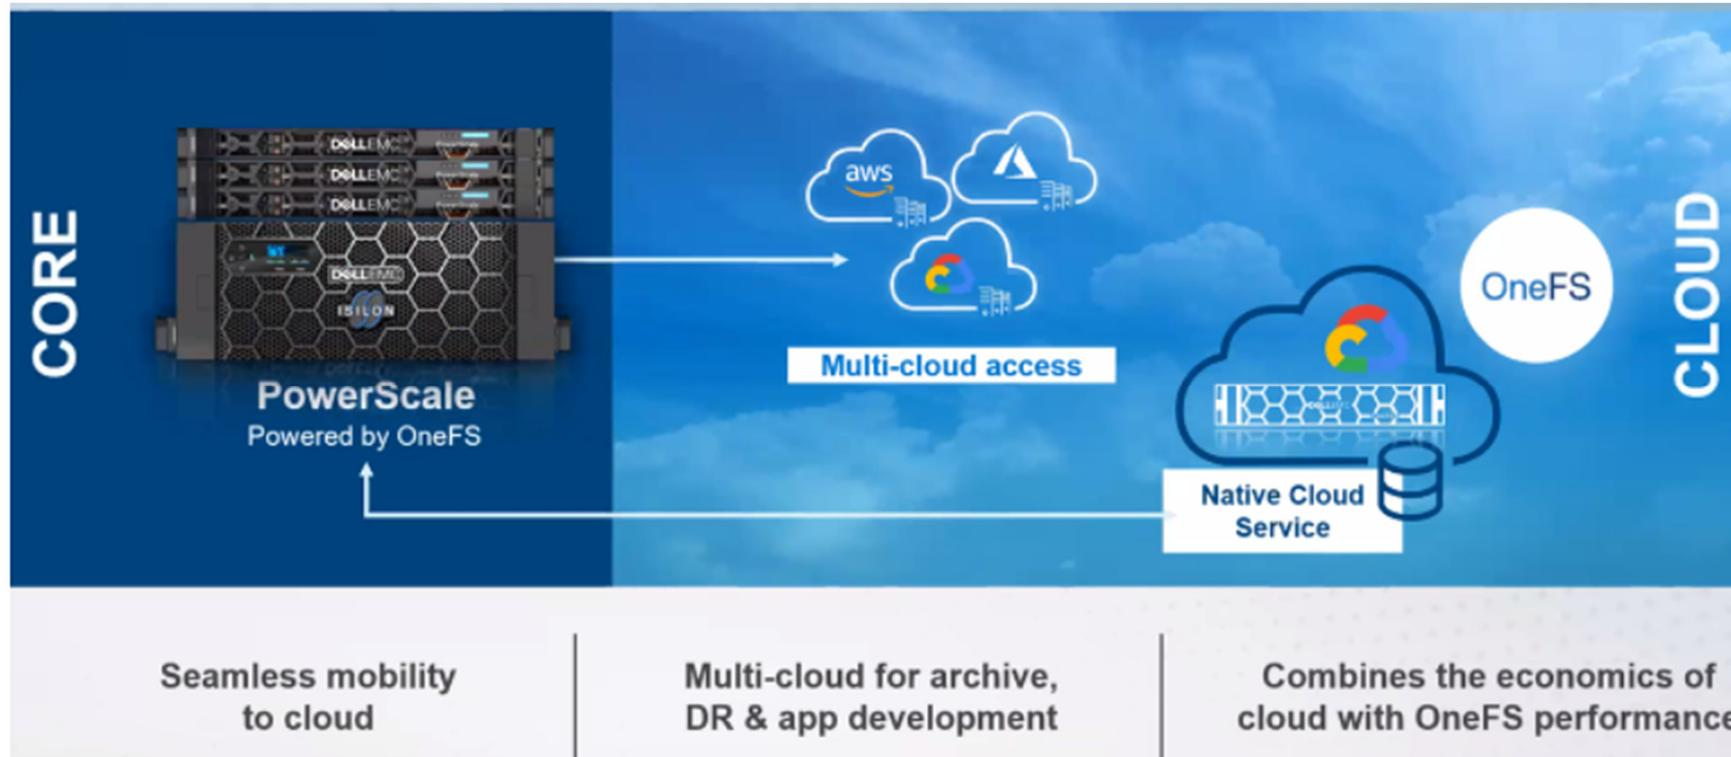 CORE
DELLEMC
DELLEMC
DELLEMC
DELLEMC
ISILON
PowerScale
Powered by OneFS
aws
Multi-cloud access
OneFS
CLOUD
Native Cloud
Service
Seamless mobility
to cloud
Multi-cloud for archive,
DR & app development
Combines the economics of
cloud with OneFS performance